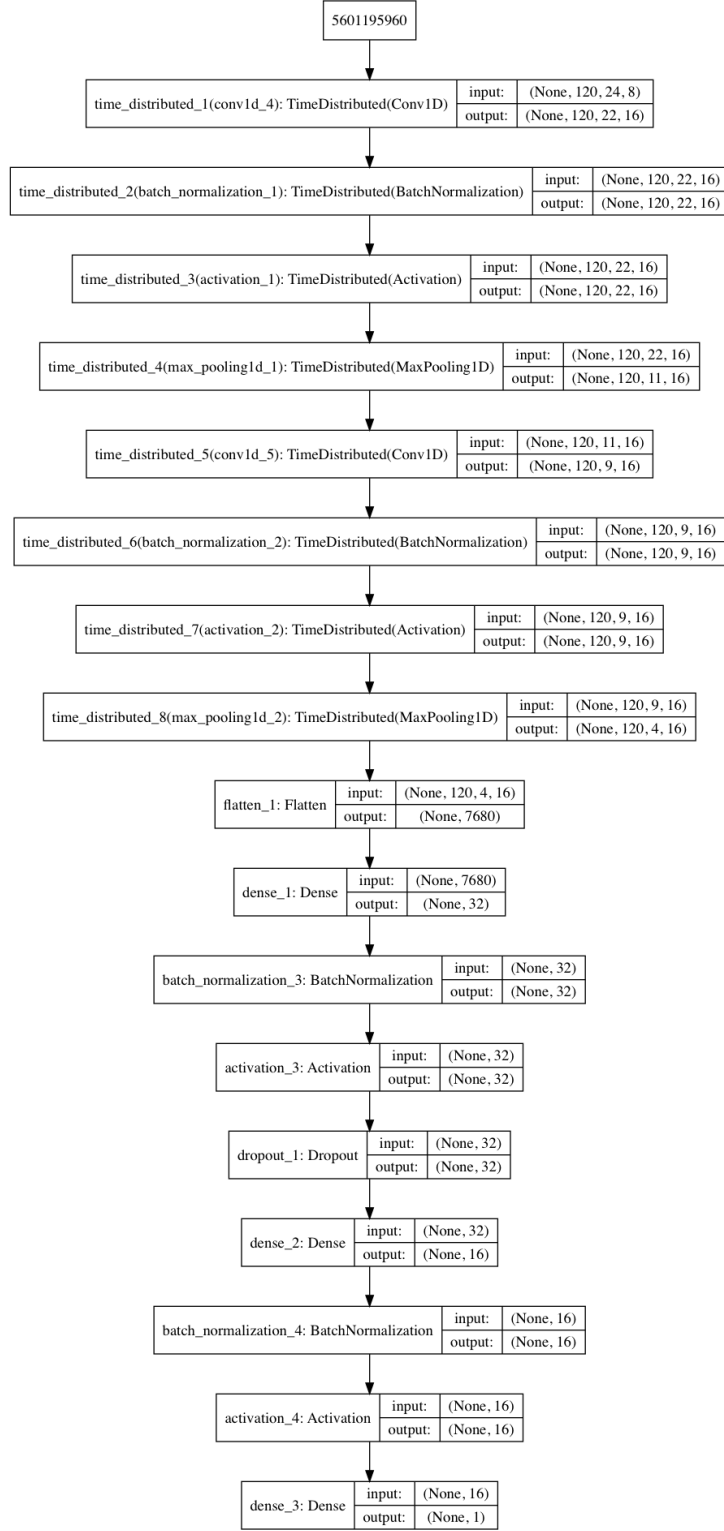 5601195960
time_distributed_1(conv1d_4): TimeDistributed(Conv1D)
input: (None, 120, 24, 8)
output: (None, 120, 22, 16)
time_distributed_2(batch_normalization_1): TimeDistributed(BatchNormalization)
input: (None, 120, 22, 16)
output: (None, 120, 22, 16)
time_distributed_3(activation_1): TimeDistributed(Activation)
input: (None, 120, 22, 16)
output: (None, 120, 22, 16)
time_distributed_4(max_pooling1d_1): TimeDistributed(MaxPooling1D)
input: (None, 120, 22, 16)
output: (None, 120, 11, 16)
time_distributed_5(conv1d_5): TimeDistributed(Conv1D)
input: (None, 120, 11, 16)
output: (None, 120, 9, 16)
time_distributed_6(batch_normalization_2): TimeDistributed(BatchNormalization)
input: (None, 120, 9, 16)
output: (None, 120, 9, 16)
time_distributed_7(activation_2): TimeDistributed(Activation)
input: (None, 120, 9, 16)
output: (None, 120, 9, 16)
time_distributed_8(max_pooling1d_2): TimeDistributed(MaxPooling1D)
input: (None, 120, 9, 16)
output: (None, 120, 4, 16)
flatten_1: Flatten
input: (None, 120, 4, 16)
output: (None, 7680)
dense_1: Dense
input: (None, 7680)
output: (None, 32)
batch_normalization_3: BatchNormalization
input: (None, 32)
output: (None, 32)
activation_3: Activation
input: (None, 32)
output: (None, 32)
dropout_1: Dropout
input: (None, 32)
output: (None, 32)
dense_2: Dense
input: (None, 32)
output: (None, 16)
batch_normalization_4: BatchNormalization
input: (None, 16)
output: (None, 16)
activation_4: Activation
input: (None, 16)
output: (None, 16)
dense_3: Dense
input: (None, 16)
output: (None, 1)